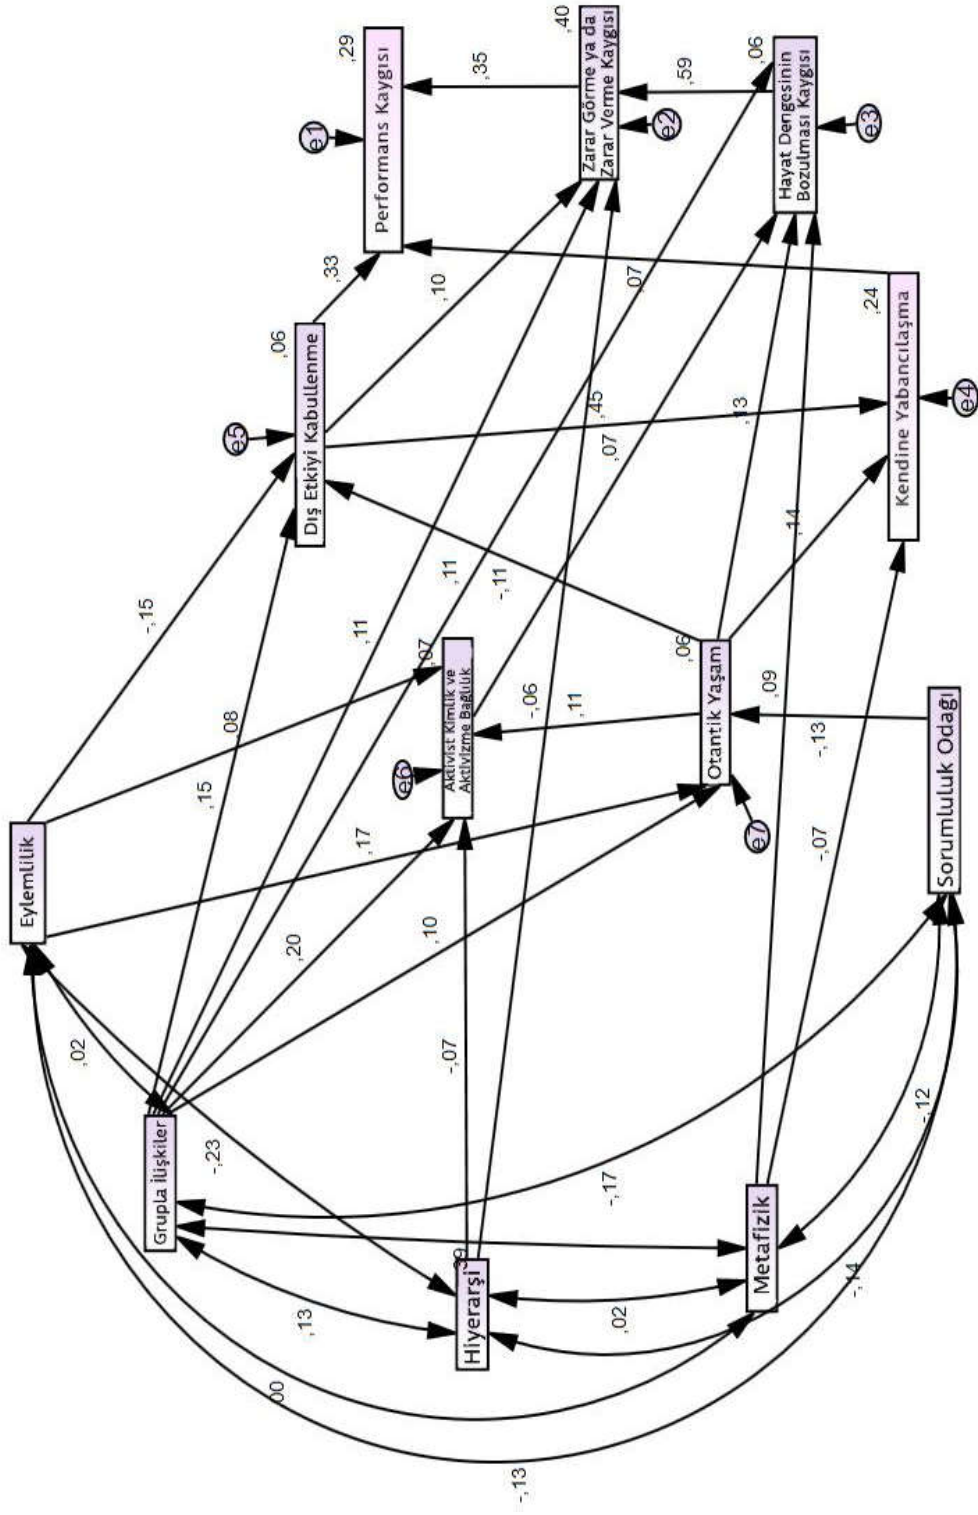 Eylemlilik
Grupla İlişkiler
Hiyerarşi
Metafizik
Sorumluluk Odağı
Dış Etkiyi Kabullenme
Aktivist Kimlik ve
Aktivizme Bağlılık
Otantik Yaşam
Kendine Yabancılaşma
Performans Kaygısı
Zarar Görme ya da
Zarar Verme Kaygısı
Hayat Dengesinin
Bozulması Kaygısı
e1
e2
e3
e4
e5
e6
e7
,29
,40
,06
,24
,06
,07
,06
,35
,59
,33
,10
,07
,45
,07
,13
,14
-,15
,11
,11
-,11
,08
,15
-,06
,11
,09
-,13
-,07
,17
,20
,10
-,07
,02
-,23
-,17
-,12
,39
,13
,02
-,14
,00
-,13